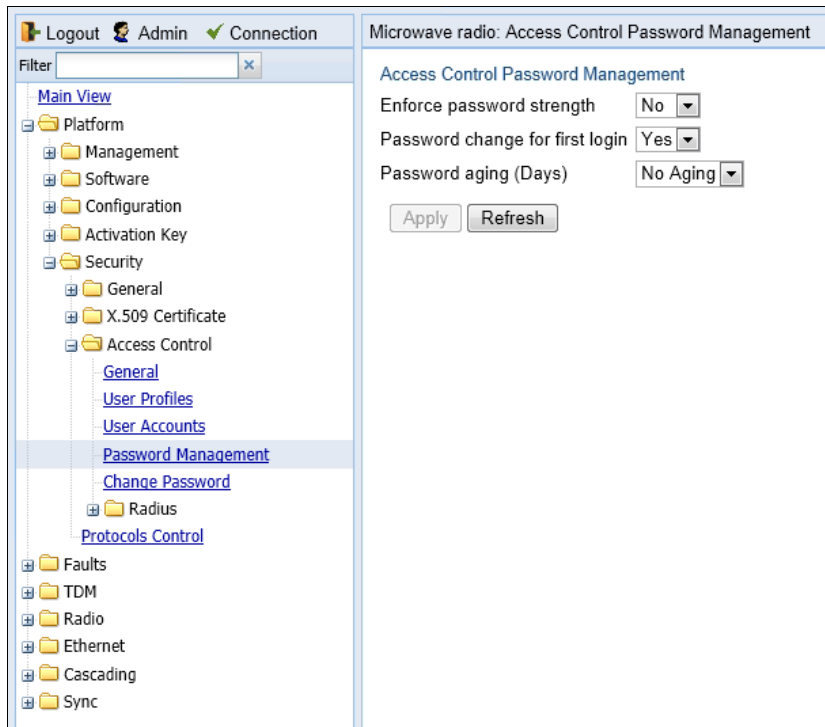 Logout Admin Connection
Filter
Main View
Platform
Management
Software
Configuration
Activation Key
Security
General
X.509 Certificate
Access Control
General
User Profiles
User Accounts
Password Management
Change Password
Radius
Protocols Control
Faults
TDM
Radio
Ethernet
Cascading
Sync
Microwave radio: Access Control Password Management
Access Control Password Management
Enforce password strength No
Password change for first login Yes
Password aging (Days) No Aging
Apply Refresh